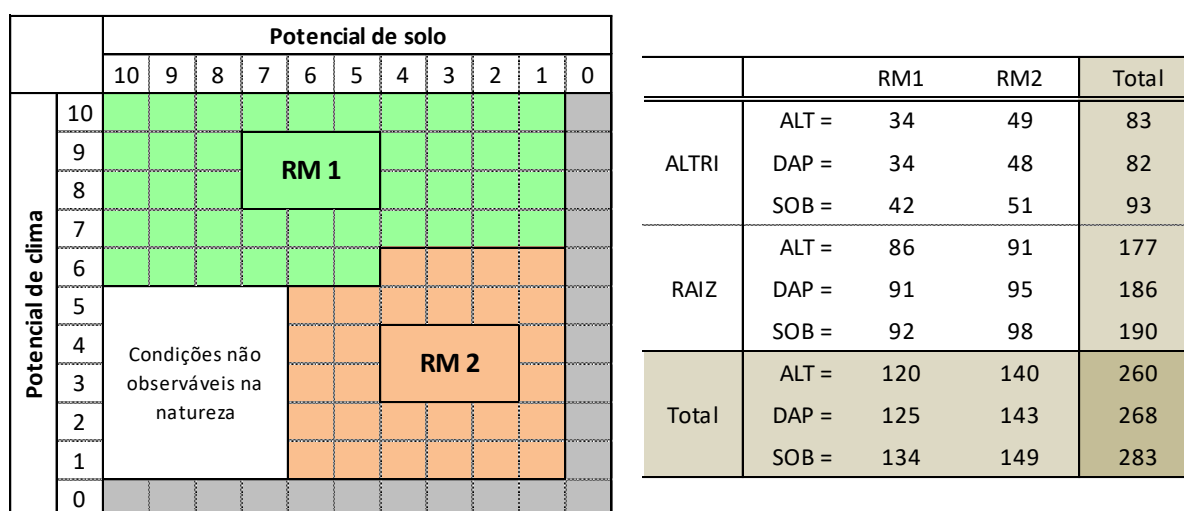 Potencial de solo
10 9 8 7 6 5 4 3 2 1 0
Potencial de clima
10
9
8
7
6
5
4
3
2
1
0
RM 1
RM 2
Condições não
observáveis na
natureza
RM1 RM2 Total
ALTRI
ALT = 34 49 83
DAP = 34 48 82
SOB = 42 51 93
RAIZ
ALT = 86 91 177
DAP = 91 95 186
SOB = 92 98 190
Total
ALT = 120 140 260
DAP = 125 143 268
SOB = 134 149 283